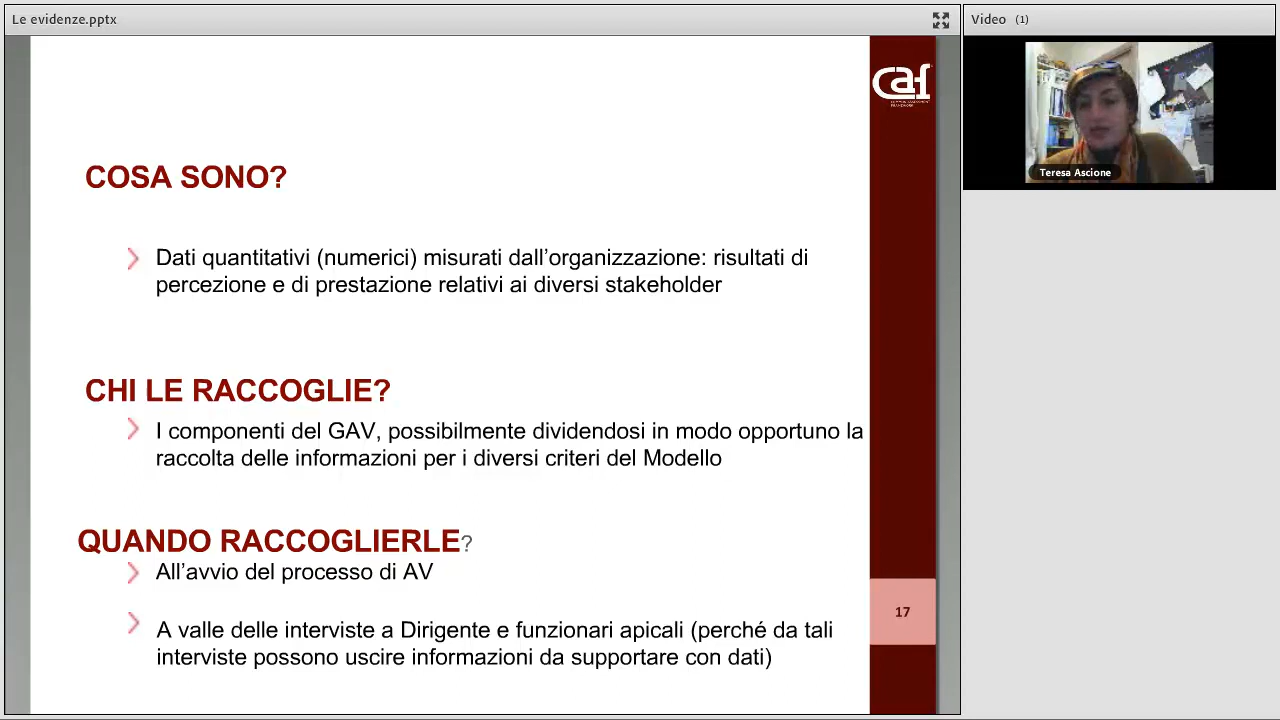 Le evidenze.pptx
Video (1)
caf
Teresa Ascione
COSA SONO?
Dati quantitativi (numerici) misurati dall’organizzazione: risultati di
percezione e di prestazione relativi ai diversi stakeholder
CHI LE RACCOGLIE?
I componenti del GAV, possibilmente dividendosi in modo opportuno la
raccolta delle informazioni per i diversi criteri del Modello
QUANDO RACCOGLIERLE?
All’avvio del processo di AV
17
A valle delle interviste a Dirigente e funzionari apicali (perché da tali
interviste possono uscire informazioni da supportare con dati)